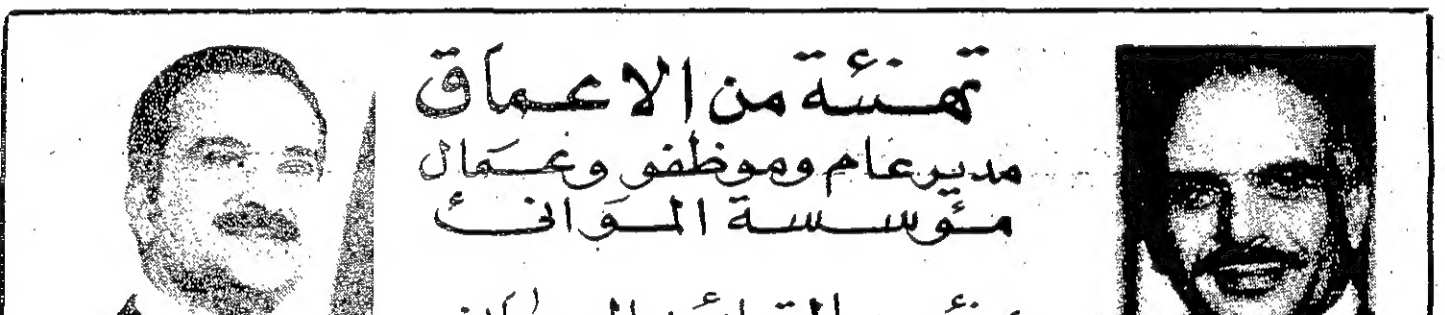 تهنئة من الاعماق
مدير عام وموظفو وعمال
مؤسسة الموانئ